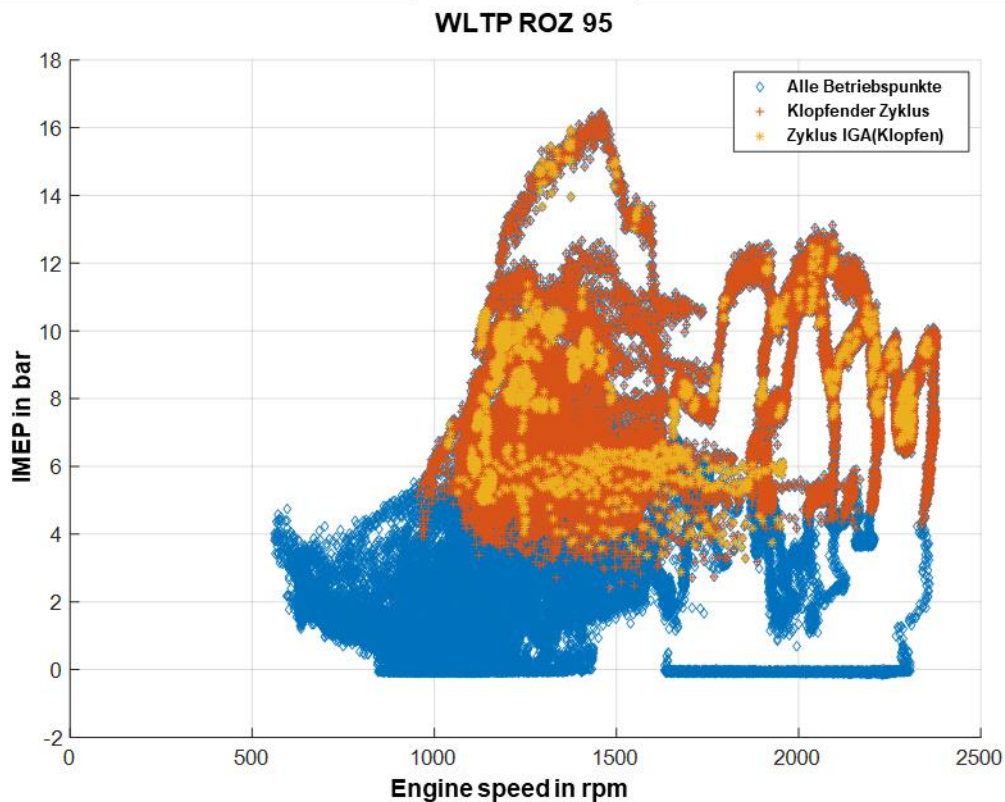 WLTP ROZ 95
18
16
14
12
10
8
6
4
2
0
-2
IMEP in bar
Alle Betriebspunkte
Klopfender Zyklus
Zyklus IGA(Klopfen)
0
500
1000
1500
2000
2500
Engine speed in rpm